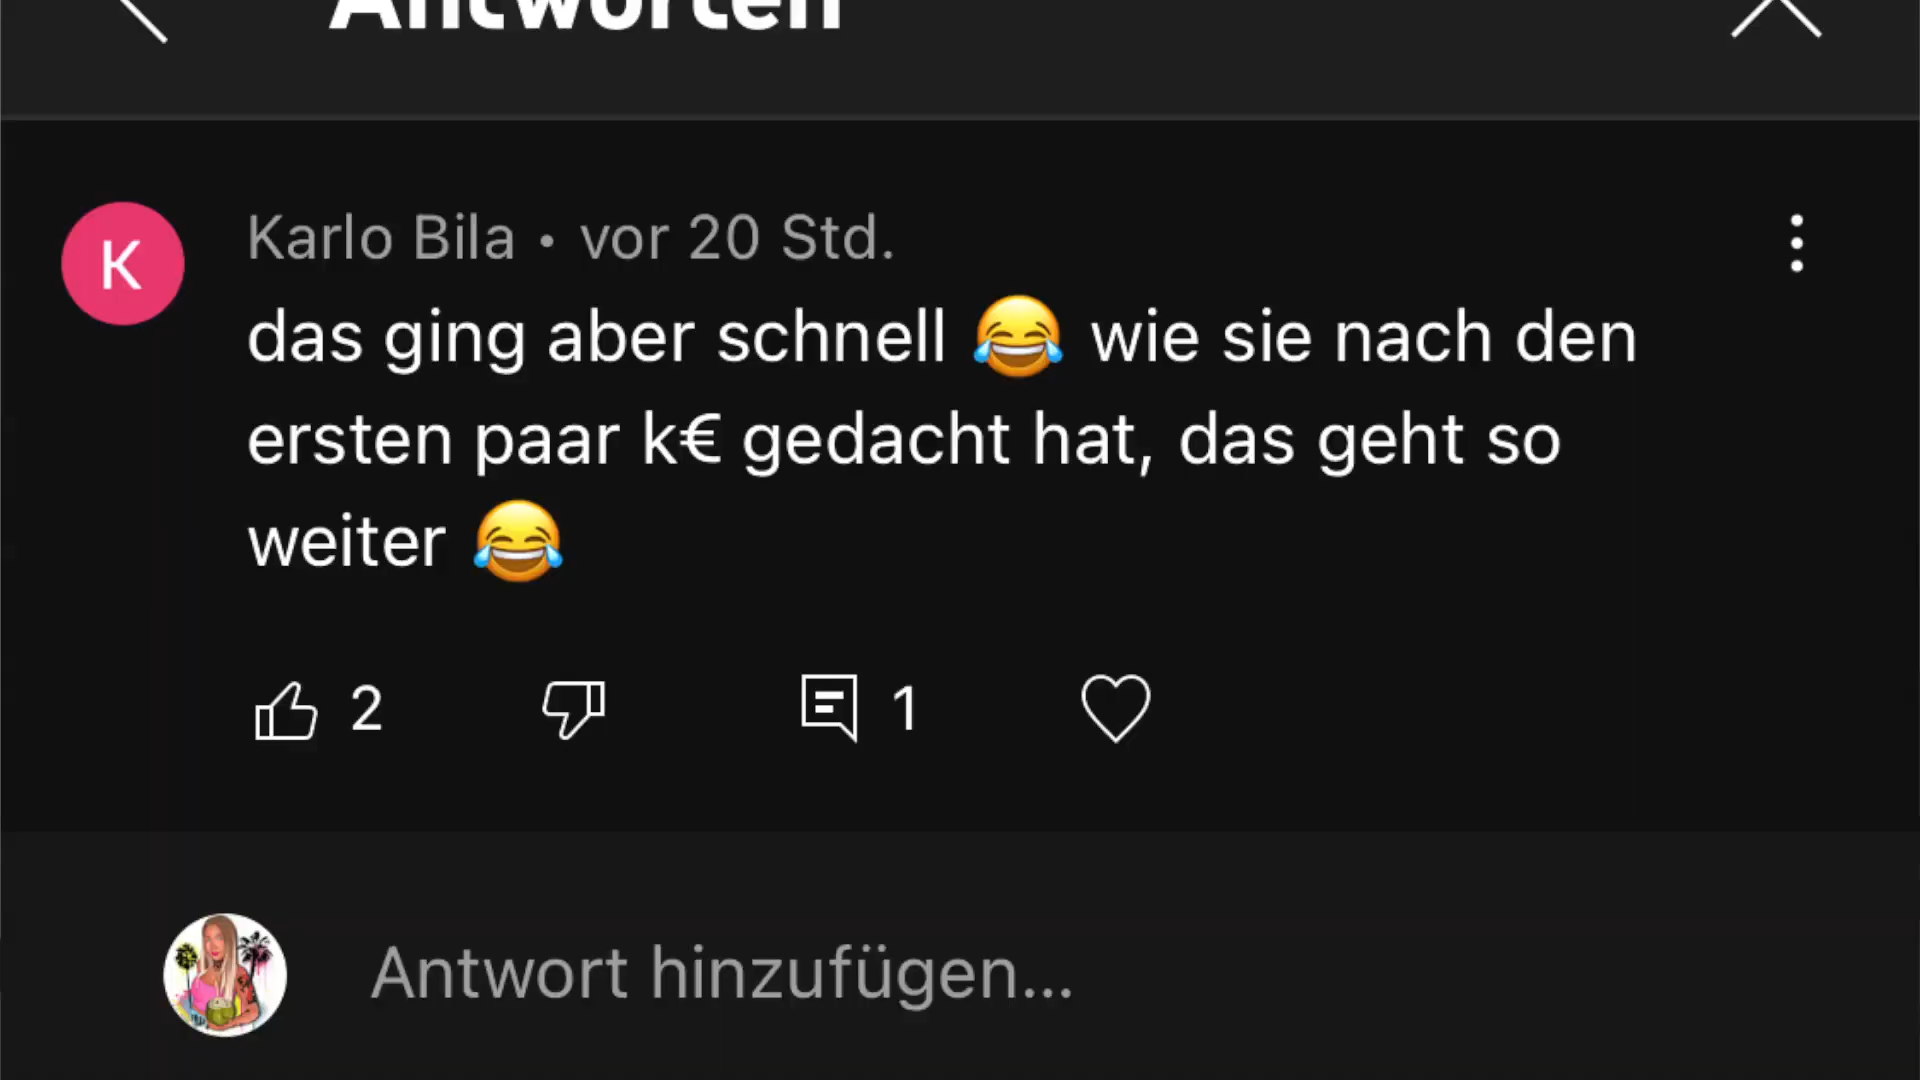 Antworten
K
Karlo Bila • vor 20 Std.
das ging aber schnell 😂 wie sie nach den
ersten paar k€ gedacht hat, das geht so
weiter 😂
2
1
Antwort hinzufügen...